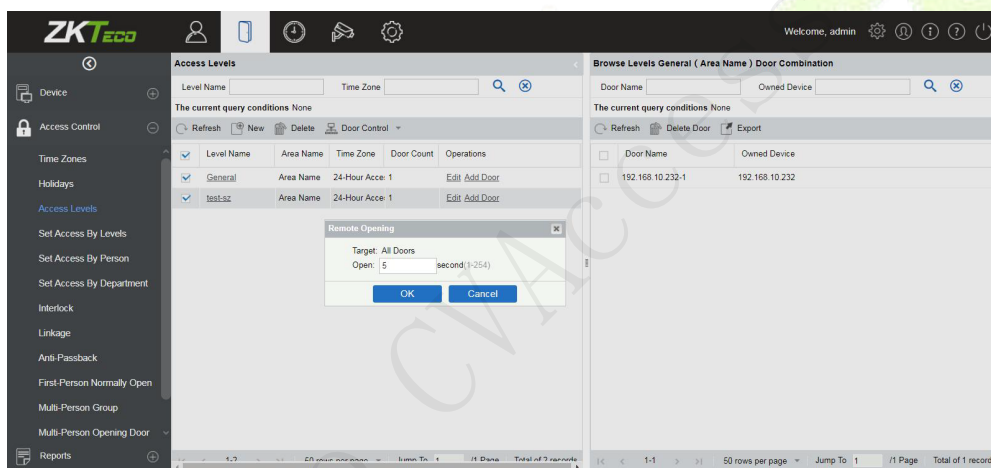 ZKTeco
Welcome, admin
Device
Access Control
Time Zones
Holidays
Access Levels
Set Access By Levels
Set Access By Person
Set Access By Department
Interlock
Linkage
Anti-Passback
First-Person Normally Open
Multi-Person Group
Multi-Person Opening Door
Reports
Access Levels
Level Name Time Zone
The current query conditions None
Refresh New Delete Door Control
Level Name Area Name Time Zone Door Count Operations
General Area Name 24-Hour Acce 1 Edit Add Door
test-sz Area Name 24-Hour Acce 1 Edit Add Door
Remote Opening
Target: All Doors
Open: 5 second(1-254)
OK Cancel
1-2 50 rows per page Jump To 1 /1 Page Total of 2 records
Browse Levels General ( Area Name ) Door Combination
Door Name Owned Device
The current query conditions None
Refresh Delete Door Export
Door Name Owned Device
192.168.10.232-1 192.168.10.232
1-1 50 rows per page Jump To 1 /1 Page Total of 1 record
CVAccess